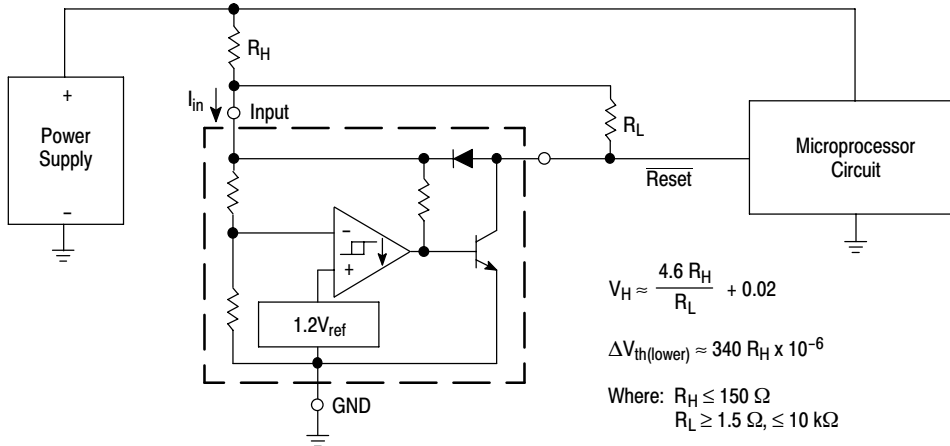 R_H
I_in
Input
R_L
+
Power
Supply
−
Microprocessor
Circuit
Reset
−
+
1.2V_ref
GND
V_H ≈ 4.6 R_H / R_L + 0.02
ΔV_th(lower) ≈ 340 R_H x 10^−6
Where: R_H ≤ 150 Ω
R_L ≥ 1.5 Ω, ≤ 10 kΩ